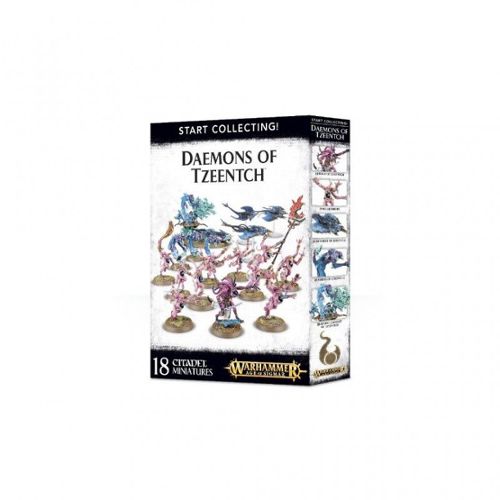 START COLLECTING!
DAEMONS OF
TZEENTCH
18 CITADEL
MINIATURES
WARHAMMER
AGE OF SIGMAR
START COLLECTING!
DAEMONS OF
TZEENTCH